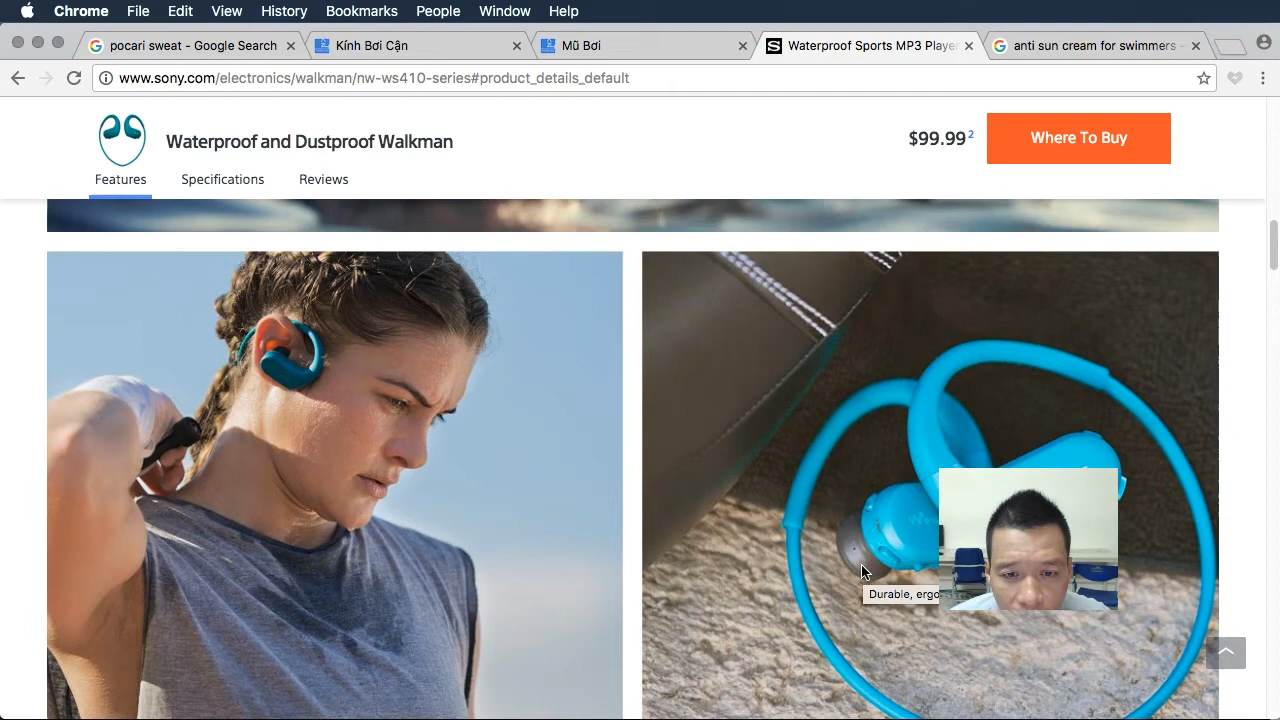 Chrome File Edit View History Bookmarks People Window Help
pocari sweat - Google Search
Kính Bơi Cận
Mũ Bơi
Waterproof Sports MP3 Playe
anti sun cream for swimmers -
www.sony.com/electronics/walkman/nw-ws410-series#product_details_default
Waterproof and Dustproof Walkman
$99.99 2
Where To Buy
Features Specifications Reviews
Durable, ergo